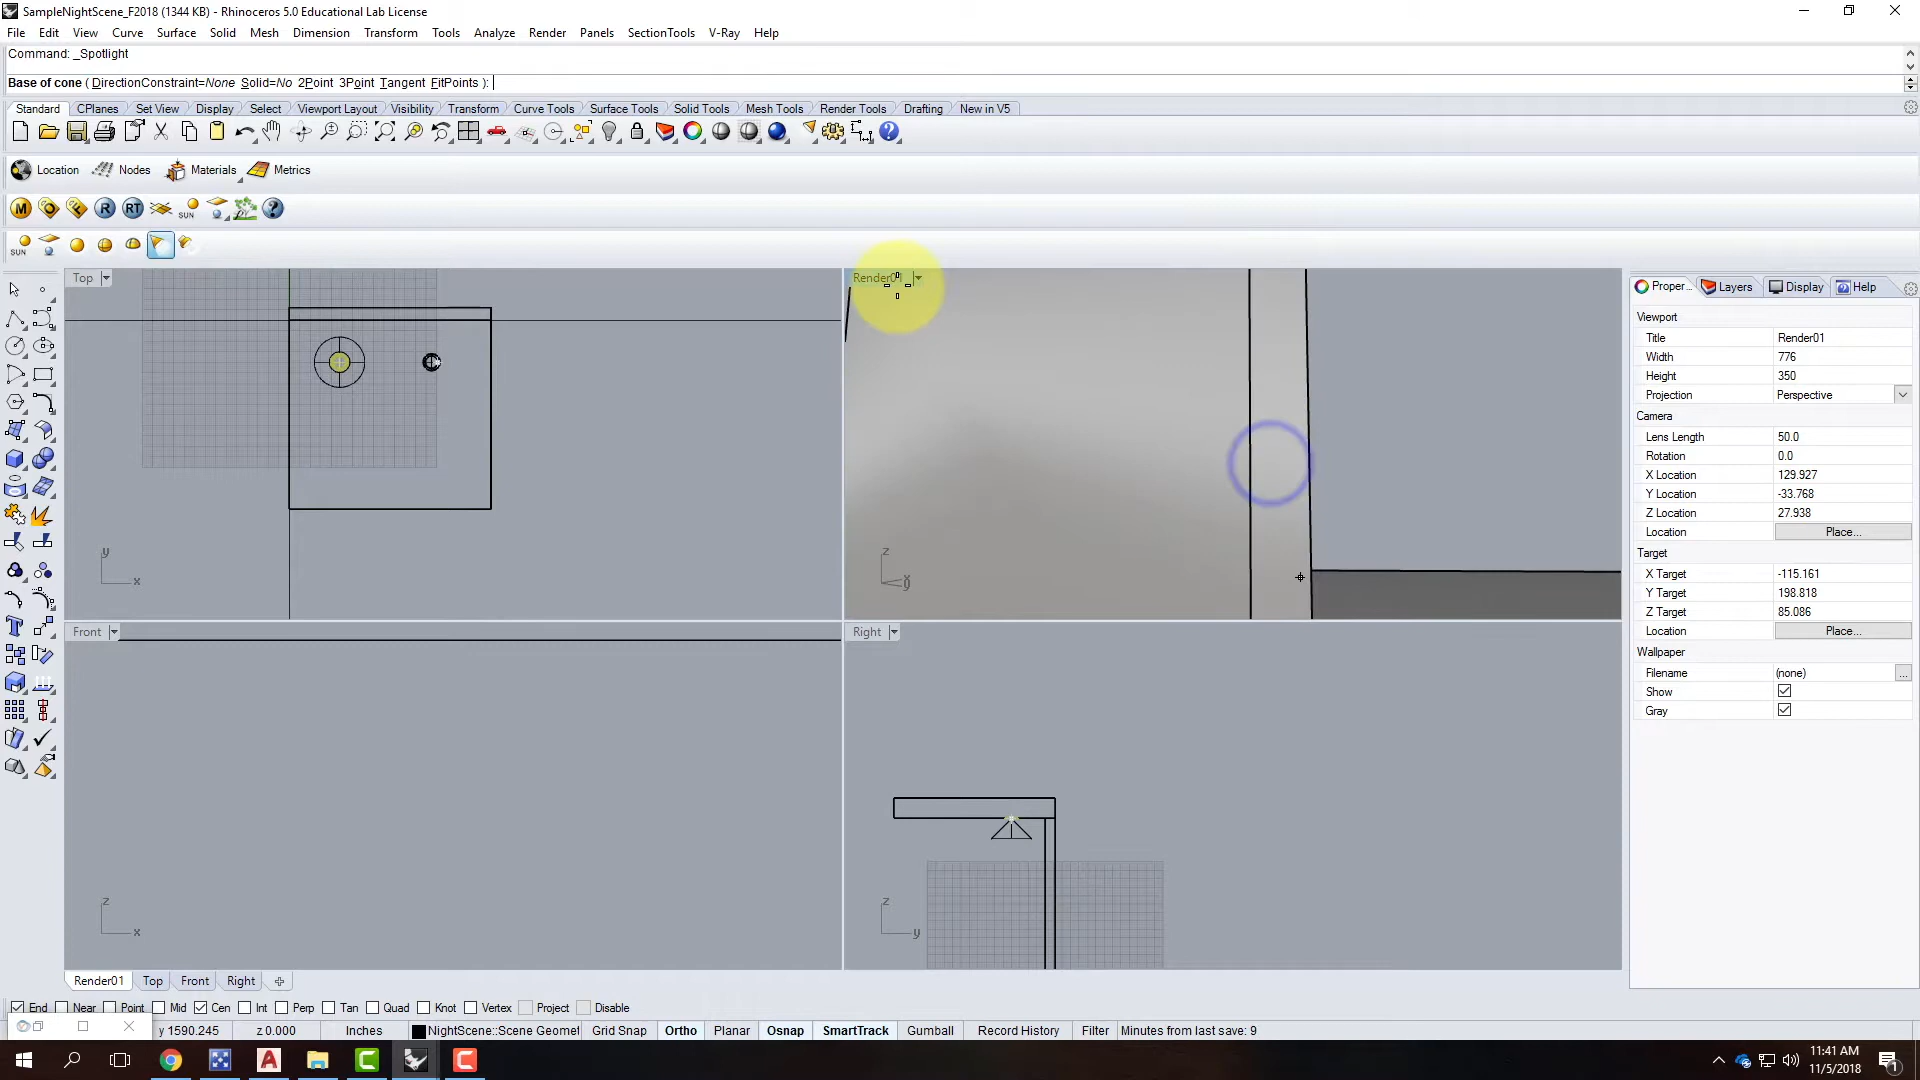 SampleNightScene_F2018 (1344 KB) - Rhinoceros 5.0 Educational Lab License
File Edit View Curve Surface Solid Mesh Dimension Transform Tools Analyze Render Panels SectionTools V-Ray Help
Command: _Spotlight
Base of cone ( DirectionConstraint=None Solid=No 2Point 3Point Tangent FitPoints ):
Standard CPlanes Set View Display Select Viewport Layout Visibility Transform Curve Tools Surface Tools Solid Tools Mesh Tools Render Tools Drafting New in V5
Location Nodes Materials Metrics
M R RT SUN ?
SUN
Top
Render01
Proper... Layers Display Help
Viewport
Title Render01
Width 776
Height 350
Projection Perspective
Camera
Lens Length 50.0
Rotation 0.0
X Location 129.927
Y Location -33.768
Z Location 27.938
Location Place...
Target
X Target -115.161
Y Target 198.818
Z Target 85.086
Location Place...
Wallpaper
Filename (none) ...
Show
Gray
y x
z
Front
Right
z x
z y
Render01 Top Front Right
End Near Point Mid Cen Int Perp Tan Quad Knot Vertex Project Disable
y 1590.245 z 0.000 Inches NightScene::Scene Geomet Grid Snap Ortho Planar Osnap SmartTrack Gumball Record History Filter Minutes from last save: 9
11:41 AM
11/5/2018
1